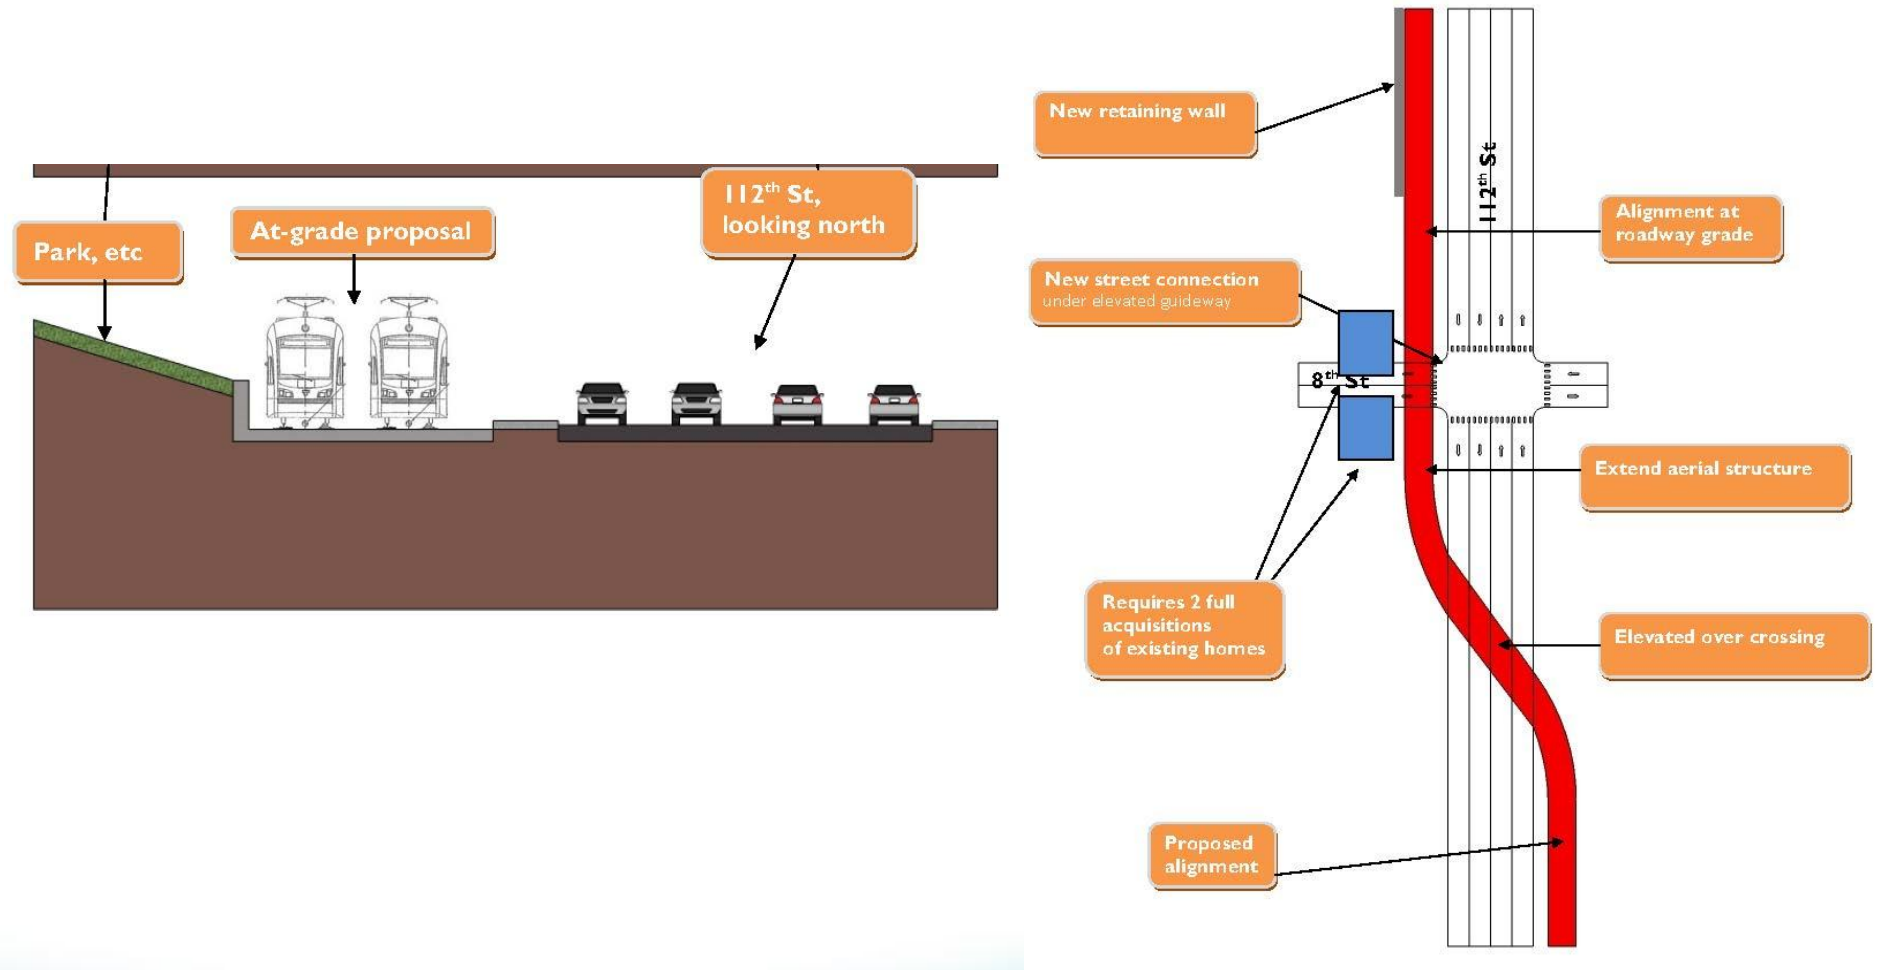 Park, etc
At-grade proposal
112th St,
looking north
New retaining wall
112th St
Alignment at
roadway grade
New street connection
under elevated guideway
8th St
Extend aerial structure
Requires 2 full
acquisitions
of existing homes
Elevated over crossing
Proposed
alignment